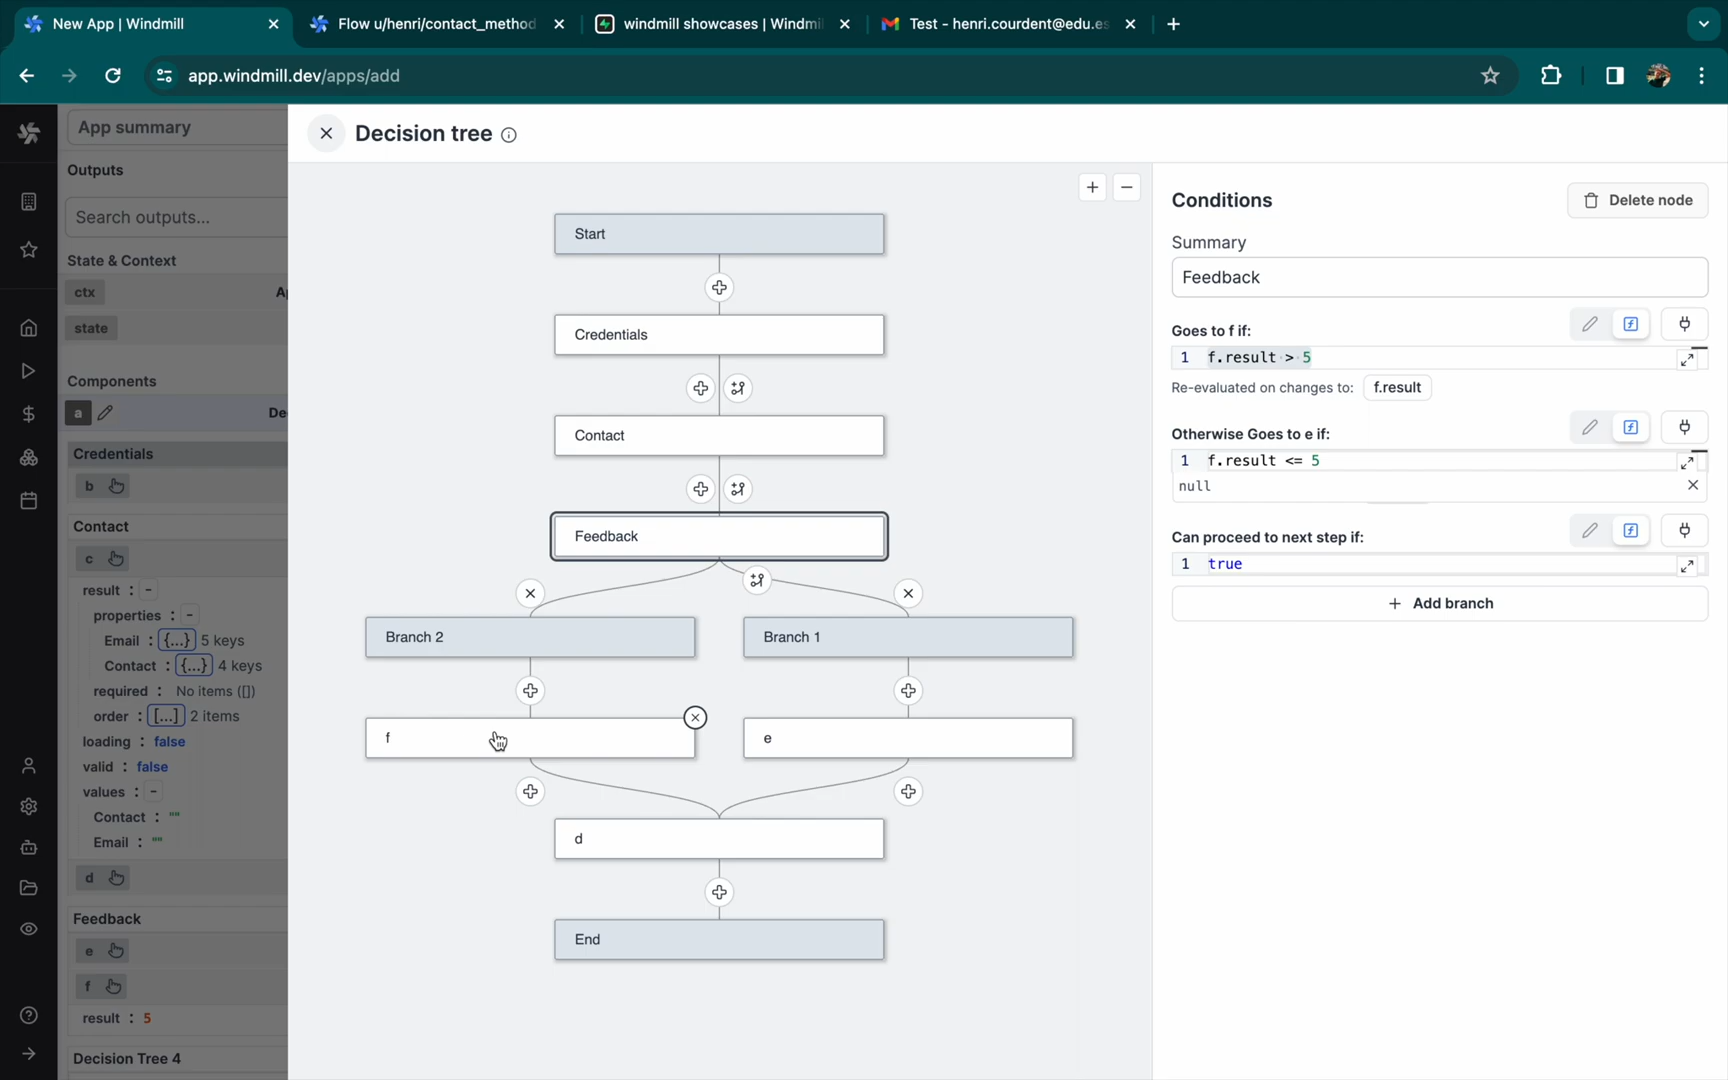 New App | Windmill
Flow u/henri/contact_method
windmill showcases | Windmil
Test - henri.courdent@edu.es
app.windmill.dev/apps/add
App summary
Outputs
Search outputs...
State & Context
ctx
Ap
state
Components
a
De
Credentials
b
Contact
c
result : -
properties : -
Email : {...} 5 keys
Contact : {...} 4 keys
required : No items ([])
order : [...] 2 items
loading : false
valid : false
values : -
Contact : ""
Email : ""
d
Feedback
e
f
result : 5
Decision Tree 4
Decision tree
Start
Credentials
Contact
Feedback
Branch 2
Branch 1
f
e
d
End
Conditions
Delete node
Summary
Feedback
Goes to f if:
1 f.result > 5
Re-evaluated on changes to: f.result
Otherwise Goes to e if:
1 f.result <= 5
null
Can proceed to next step if:
1 true
+ Add branch